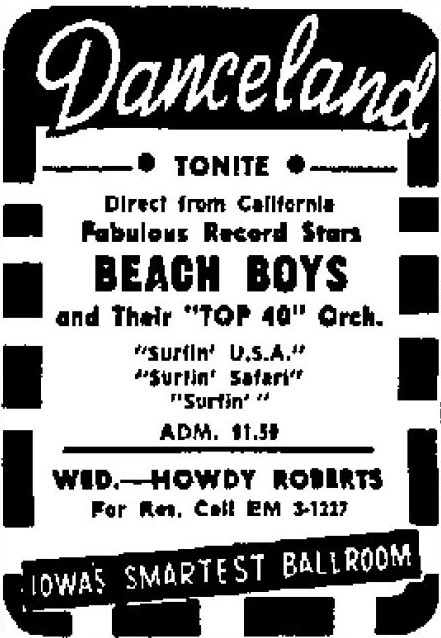 Danceland
TONITE
Direct from California
Fabulous Record Stars
BEACH BOYS
and Their "TOP 40" Orch.
"Surfin' U.S.A."
"Surfin' Safari"
"Surfin' "
ADM. $1.50
WED.—HOWDY ROBERTS
For Res. Call EM 3-1227
IOWA'S SMARTEST BALLROOM